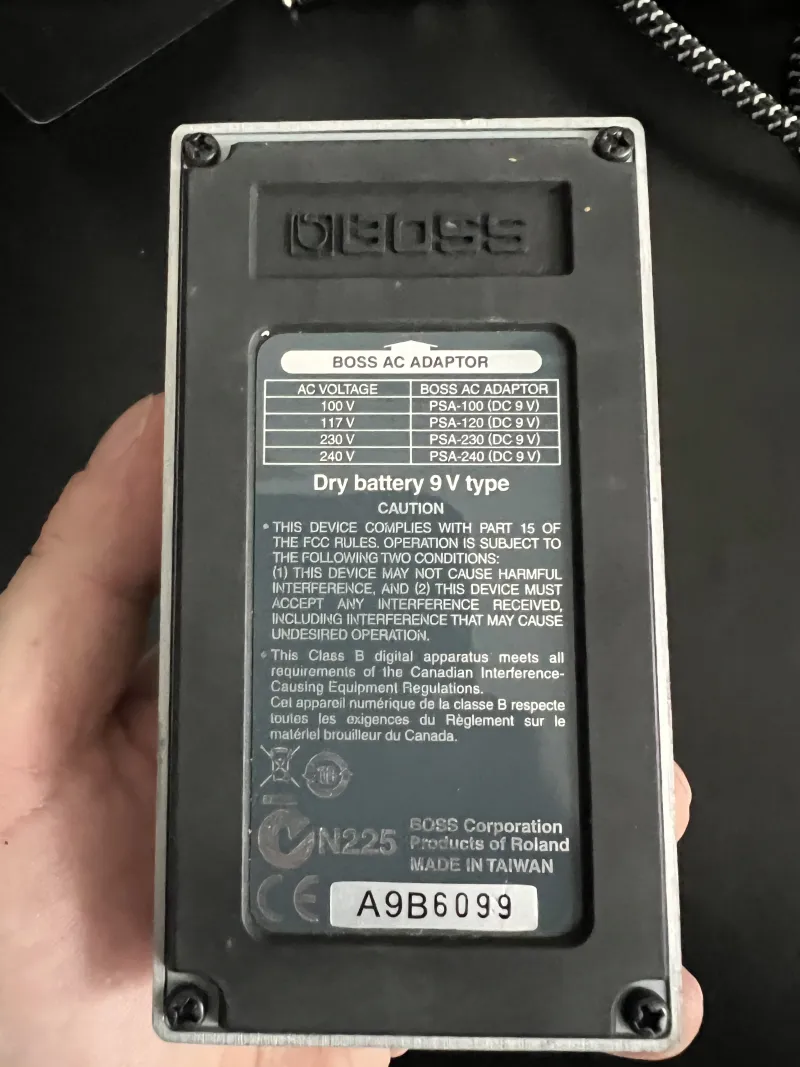 BOSS
BOSS AC ADAPTOR
AC VOLTAGE BOSS AC ADAPTOR
100 V PSA-100 (DC 9 V)
117 V PSA-120 (DC 9 V)
230 V PSA-230 (DC 9 V)
240 V PSA-240 (DC 9 V)
Dry battery 9 V type
CAUTION
• THIS DEVICE COMPLIES WITH PART 15 OF
THE FCC RULES. OPERATION IS SUBJECT TO
THE FOLLOWING TWO CONDITIONS:
(1) THIS DEVICE MAY NOT CAUSE HARMFUL
INTERFERENCE, AND (2) THIS DEVICE MUST
ACCEPT ANY INTERFERENCE RECEIVED,
INCLUDING INTERFERENCE THAT MAY CAUSE
UNDESIRED OPERATION.
• This Class B digital apparatus meets all
requirements of the Canadian Interference-
Causing Equipment Regulations.
Cet appareil numérique de la classe B respecte
toutes les exigences du Règlement sur le
matériel brouilleur du Canada.
10
N225
BOSS Corporation
Products of Roland
MADE IN TAIWAN
CE
A9B6099